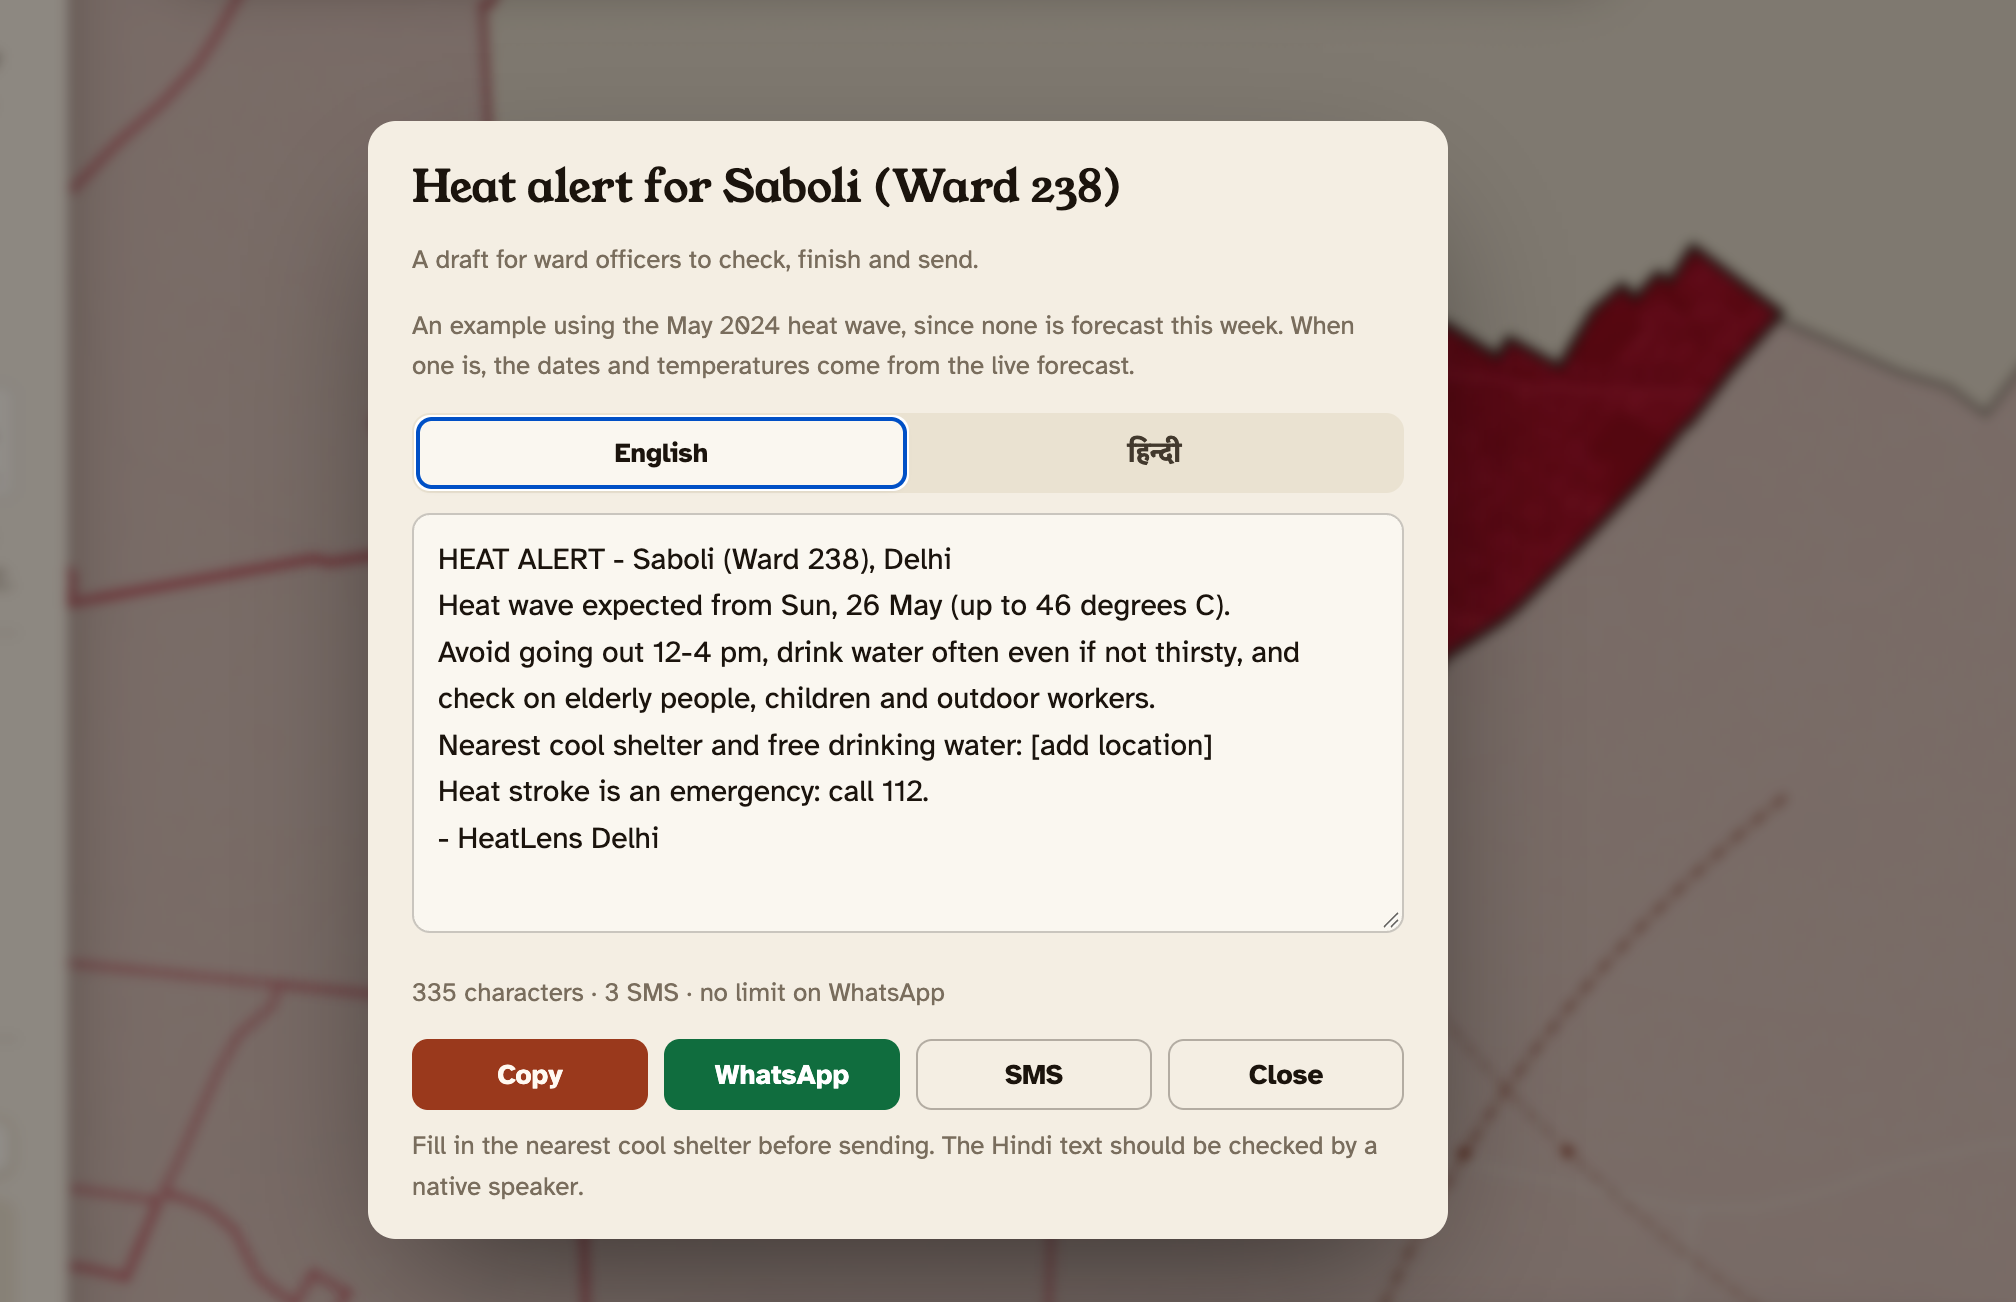 Heat alert for Saboli (Ward 238)
A draft for ward officers to check, finish and send.
An example using the May 2024 heat wave, since none is forecast this week. When
one is, the dates and temperatures come from the live forecast.
English
हिन्दी
HEAT ALERT - Saboli (Ward 238), Delhi
Heat wave expected from Sun, 26 May (up to 46 degrees C).
Avoid going out 12-4 pm, drink water often even if not thirsty, and
check on elderly people, children and outdoor workers.
Nearest cool shelter and free drinking water: [add location]
Heat stroke is an emergency: call 112.
- HeatLens Delhi
335 characters · 3 SMS · no limit on WhatsApp
Copy
WhatsApp
SMS
Close
Fill in the nearest cool shelter before sending. The Hindi text should be checked by a
native speaker.